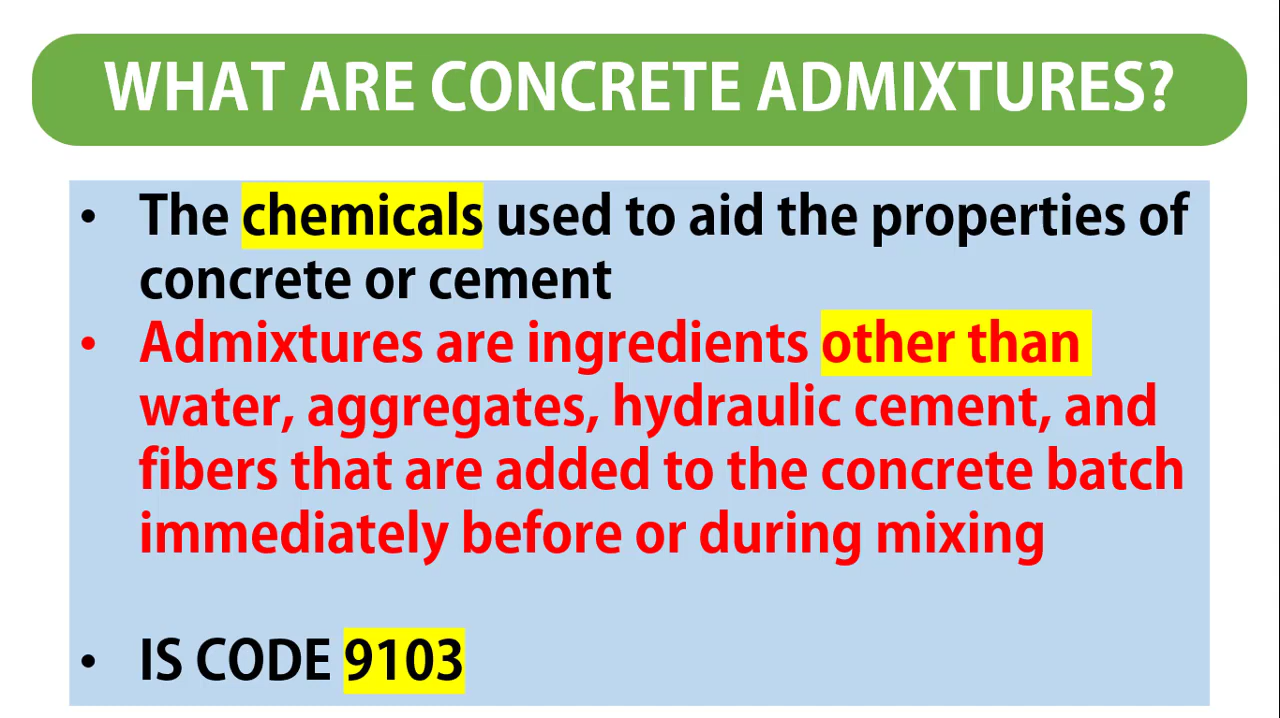 WHAT ARE CONCRETE ADMIXTURES?
• The chemicals used to aid the properties of
concrete or cement
• Admixtures are ingredients other than
water, aggregates, hydraulic cement, and
fibers that are added to the concrete batch
immediately before or during mixing
• IS CODE 9103